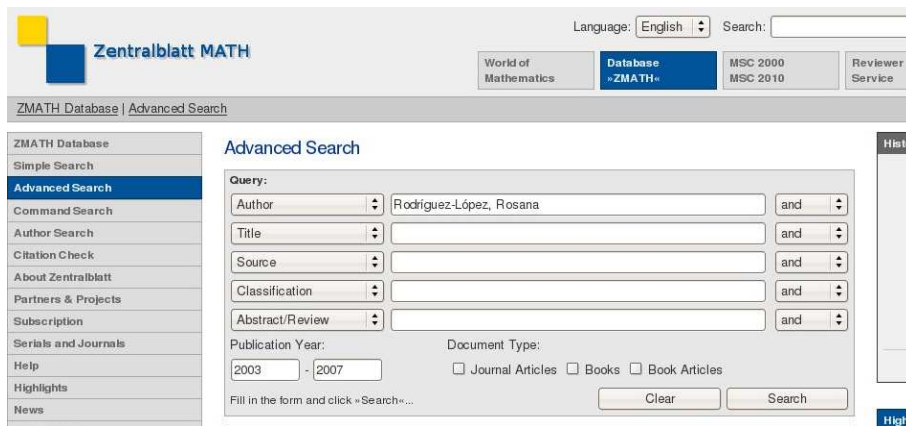 Language: English Search:
Zentralblatt MATH
World of Mathematics
Database »ZMATH«
MSC 2000 MSC 2010
Reviewer Service
ZMATH Database | Advanced Search
ZMATH Database
Simple Search
Advanced Search
Command Search
Author Search
Citation Check
About Zentralblatt
Partners & Projects
Subscription
Serials and Journals
Help
Highlights
News
Advanced Search
Query:
Author Rodríguez-López, Rosana and
Title and
Source and
Classification and
Abstract/Review and
Publication Year: Document Type:
2003 - 2007 Journal Articles Books Book Articles
Fill in the form and click »Search«... Clear Search
Hist
High